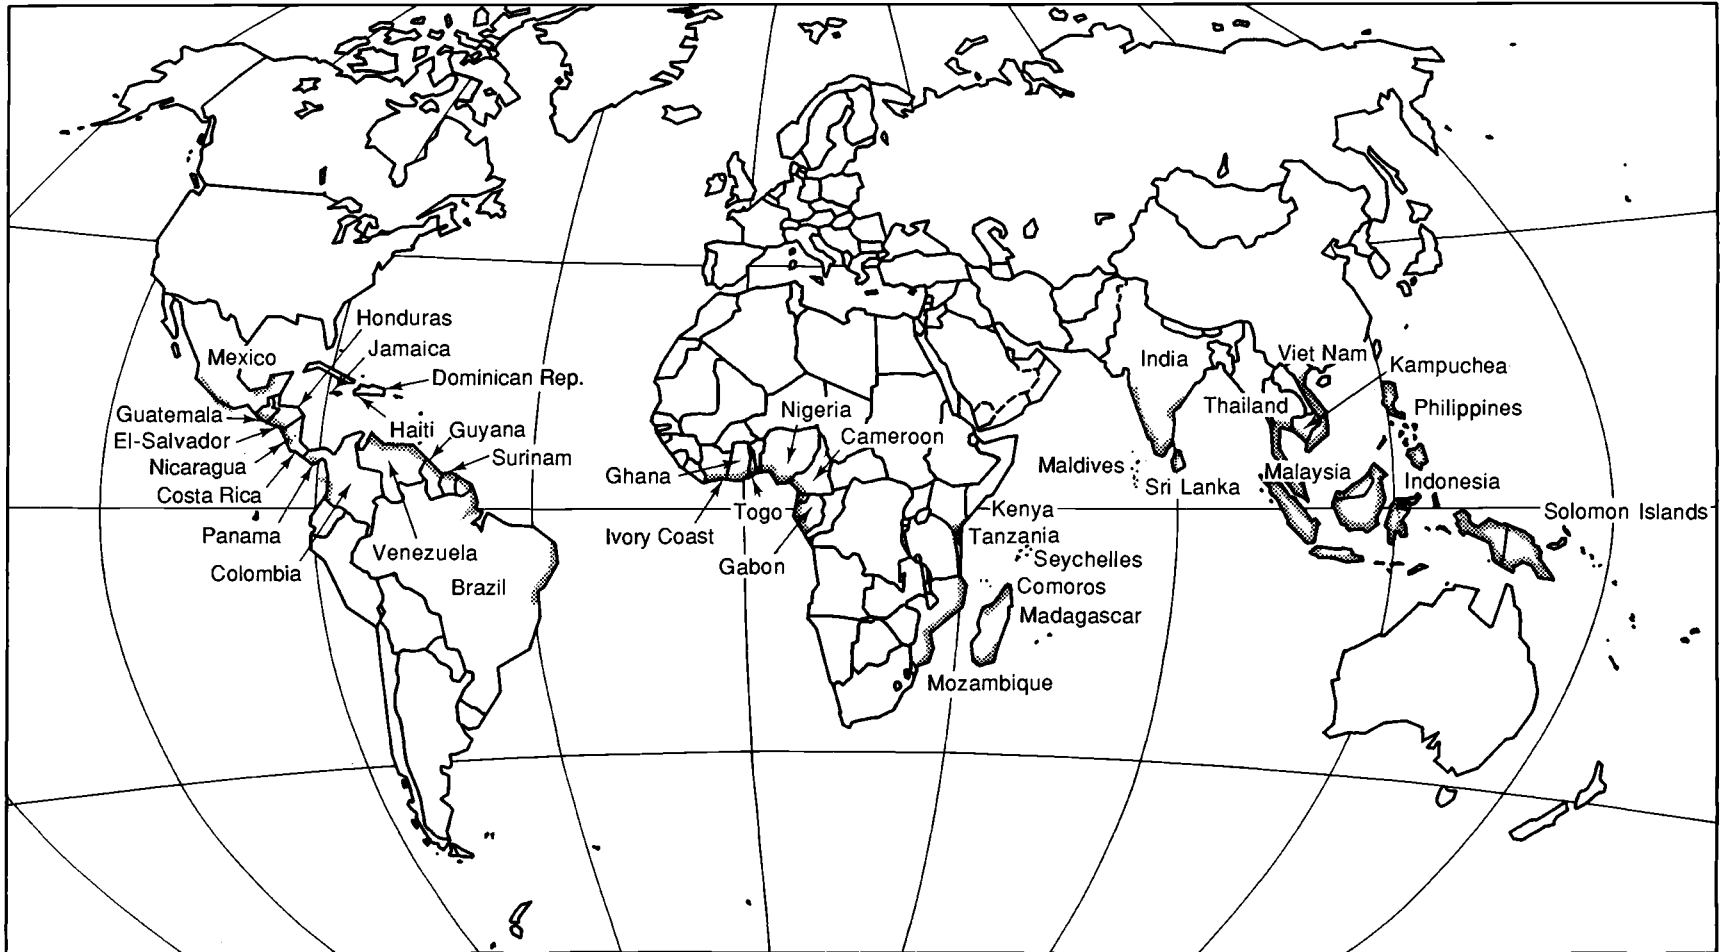 Honduras
Jamaica
Mexico
Dominican Rep.
Guatemala
Haiti
Guyana
El-Salvador
Surinam
Nicaragua
Costa Rica
Panama
Venezuela
Colombia
Brazil
Nigeria
Cameroon
Ghana
Togo
Ivory Coast
Gabon
Kenya
Tanzania
Seychelles
Comoros
Madagascar
Mozambique
India
Maldives
Sri Lanka
Viet Nam
Kampuchea
Thailand
Philippines
Malaysia
Indonesia
Solomon Islands